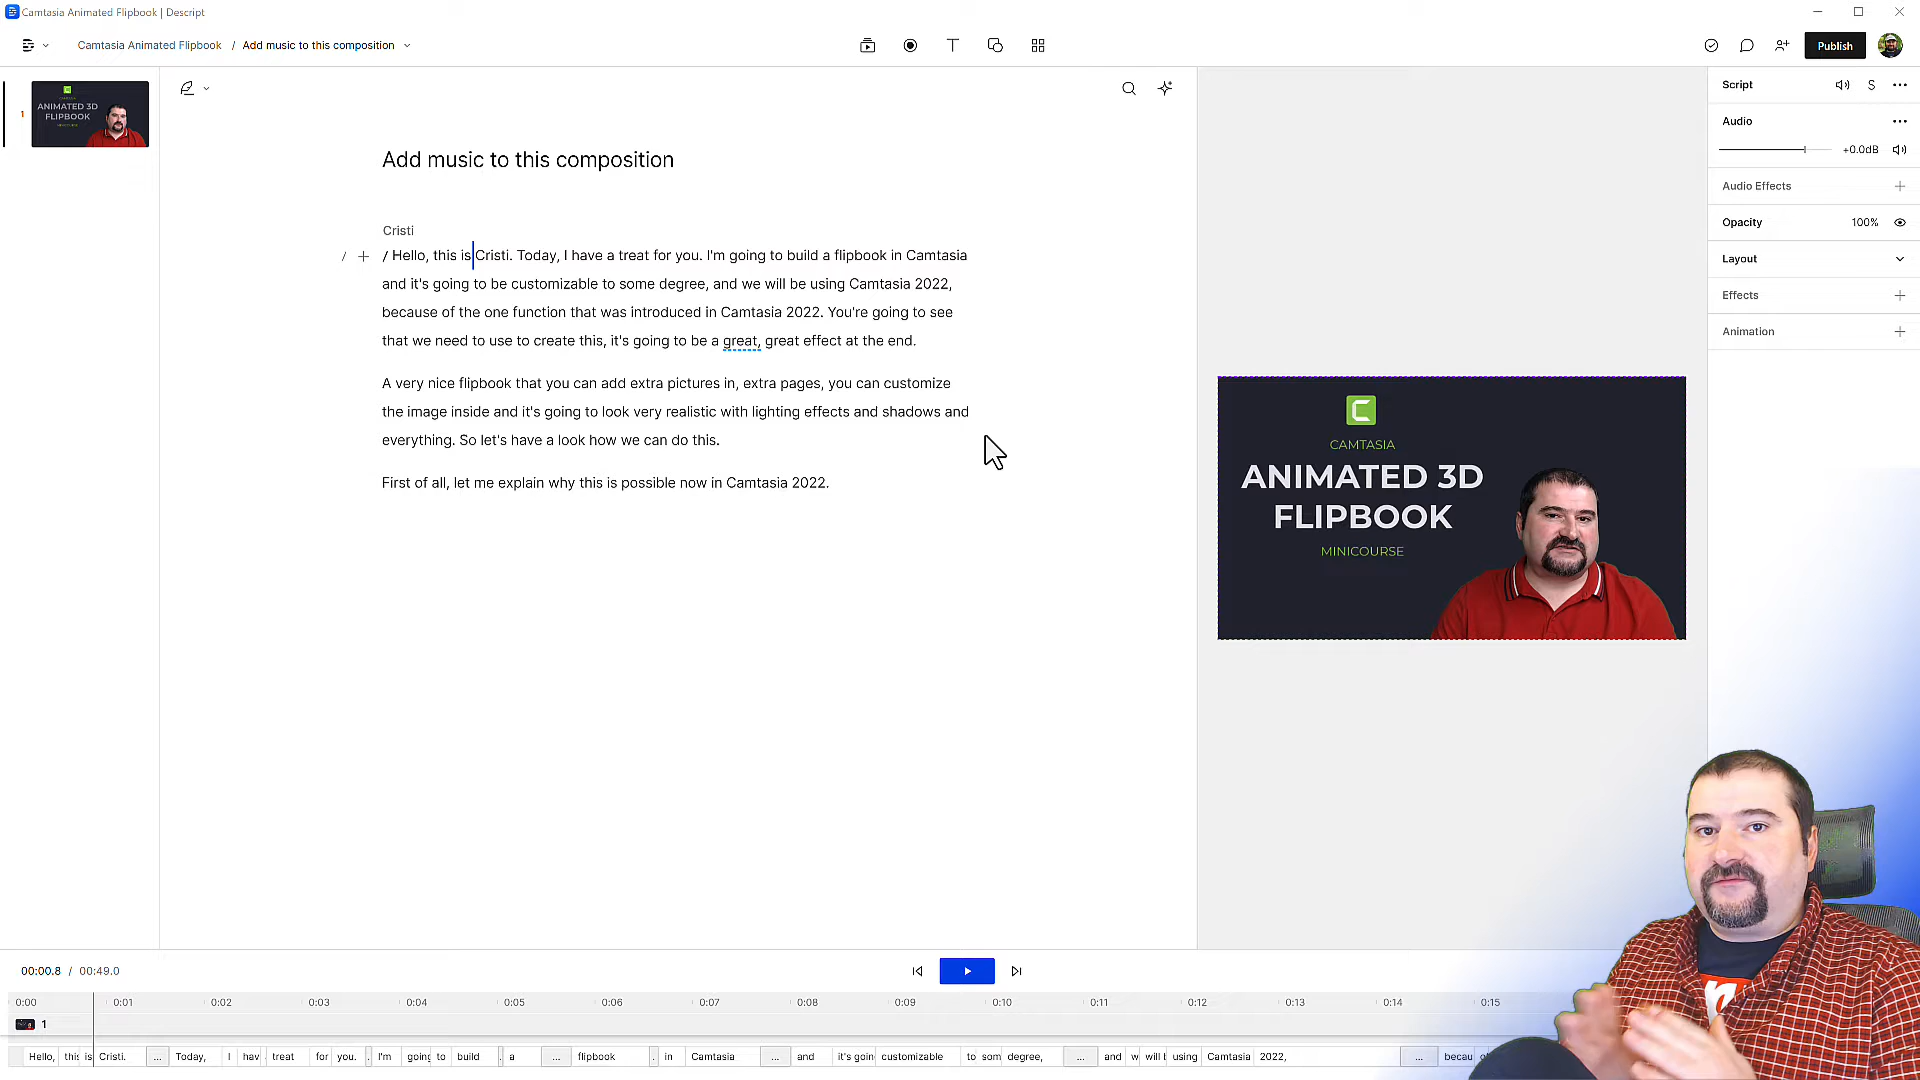 Camtasia Animated Flipbook | Descript
Camtasia Animated Flipbook / Add music to this composition
Publish
1
ANIMATED 3D
FLIPBOOK
Script
S
Audio
+0.0dB
Audio Effects
Opacity 100%
Layout
Effects
Animation
Add music to this composition
Cristi
/ + / Hello, this is Cristi. Today, I have a treat for you. I'm going to build a flipbook in Camtasia
and it's going to be customizable to some degree, and we will be using Camtasia 2022,
because of the one function that was introduced in Camtasia 2022. You're going to see
that we need to use to create this, it's going to be a great, great effect at the end.
A very nice flipbook that you can add extra pictures in, extra pages, you can customize
the image inside and it's going to look very realistic with lighting effects and shadows and
everything. So let's have a look how we can do this.
First of all, let me explain why this is possible now in Camtasia 2022.
CAMTASIA
ANIMATED 3D
FLIPBOOK
MINICOURSE
00:00.8 / 00:49.0
0:00 0:01 0:02 0:03 0:04 0:05 0:06 0:07 0:08 0:09 0:10 0:11 0:12 0:13 0:14 0:15
1
Hello, this is Cristi. ... Today, I hav treat for you. . I'm going to build . a ... flipbook . in Camtasia ... and it's goin customizable to som degree, ... and w will using Camtasia 2022, ... becau